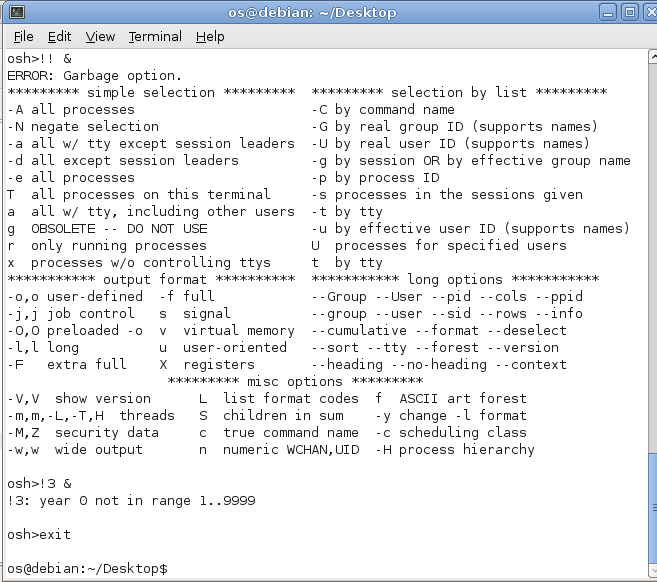 os@debian: ~/Desktop
File Edit View Terminal Help
osh>!! &
ERROR: Garbage option.
********* simple selection ********* ********* selection by list *********
-A all processes -C by command name
-N negate selection -G by real group ID (supports names)
-a all w/ tty except session leaders -U by real user ID (supports names)
-d all except session leaders -g by session OR by effective group name
-e all processes -p by process ID
T all processes on this terminal -s processes in the sessions given
a all w/ tty, including other users -t by tty
g OBSOLETE -- DO NOT USE -u by effective user ID (supports names)
r only running processes U processes for specified users
x processes w/o controlling ttys t by tty
*********** output format ********** *********** long options ***********
-o,o user-defined -f full --Group --User --pid --cols --ppid
-j,j job control s signal --group --user --sid --rows --info
-O,O preloaded -o v virtual memory --cumulative --format --deselect
-l,l long u user-oriented --sort --tty --forest --version
-F extra full X registers --heading --no-heading --context
********* misc options *********
-V,V show version L list format codes f ASCII art forest
-m,m,-L,-T,H threads S children in sum -y change -l format
-M,Z security data c true command name -c scheduling class
-w,w wide output n numeric WCHAN,UID -H process hierarchy
osh>!3 &
!3: year 0 not in range 1..9999
osh>exit
os@debian:~/Desktop$